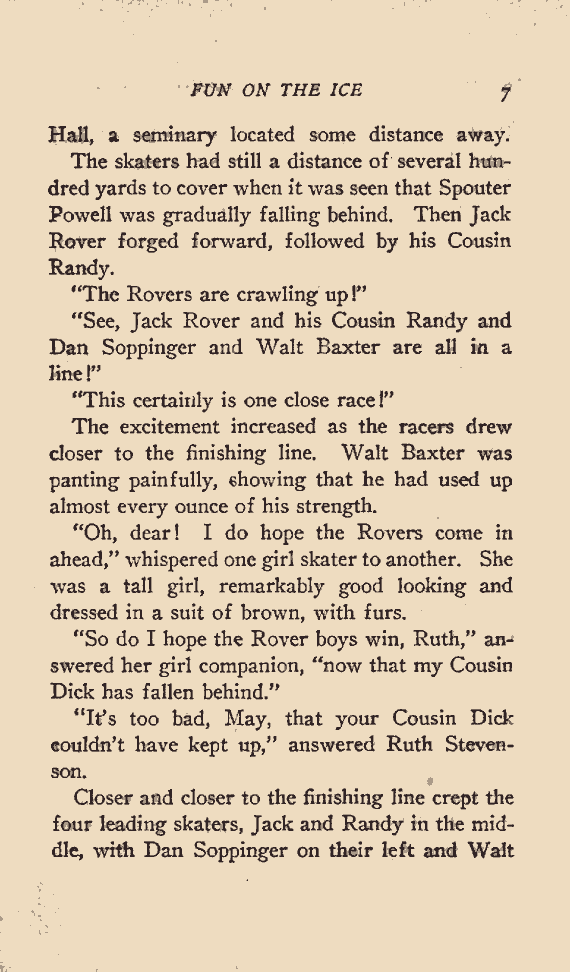 FUN ON THE ICE 7
Hall, a seminary located some distance away.
The skaters had still a distance of several hun-
dred yards to cover when it was seen that Spouter
Powell was gradually falling behind. Then Jack
Rover forged forward, followed by his Cousin
Randy.
"The Rovers are crawling up!"
"See, Jack Rover and his Cousin Randy and
Dan Soppinger and Walt Baxter are all in a
line!"
"This certainly is one close race!"
The excitement increased as the racers drew
closer to the finishing line. Walt Baxter was
panting painfully, showing that he had used up
almost every ounce of his strength.
"Oh, dear! I do hope the Rovers come in
ahead," whispered one girl skater to another. She
was a tall girl, remarkably good looking and
dressed in a suit of brown, with furs.
"So do I hope the Rover boys win, Ruth," an-
swered her girl companion, "now that my Cousin
Dick has fallen behind."
"It's too bad, May, that your Cousin Dick
couldn't have kept up," answered Ruth Steven-
son.
Closer and closer to the finishing line crept the
four leading skaters, Jack and Randy in the mid-
dle, with Dan Soppinger on their left and Walt